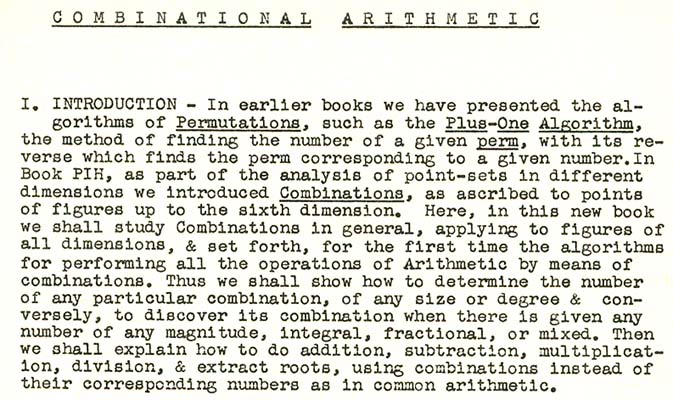 COMBINATIONAL ARITHMETIC
I. INTRODUCTION - In earlier books we have presented the al-
gorithms of Permutations, such as the Plus-One Algorithm,
the method of finding the number of a given perm, with its re-
verse which finds the perm corresponding to a given number.In
Book PIH, as part of the analysis of point-sets in different
dimensions we introduced Combinations, as ascribed to points
of figures up to the sixth dimension. Here, in this new book
we shall study Combinations in general, applying to figures of
all dimensions, & set forth, for the first time the algorithms
for performing all the operations of Arithmetic by means of
combinations. Thus we shall show how to determine the number
of any particular combination, of any size or degree & con-
versely, to discover its combination when there is given any
number of any magnitude, integral, fractional, or mixed. Then
we shall explain how to do addition, subtraction, multiplicat-
ion, division, & extract roots, using combinations instead of
their corresponding numbers as in common arithmetic.